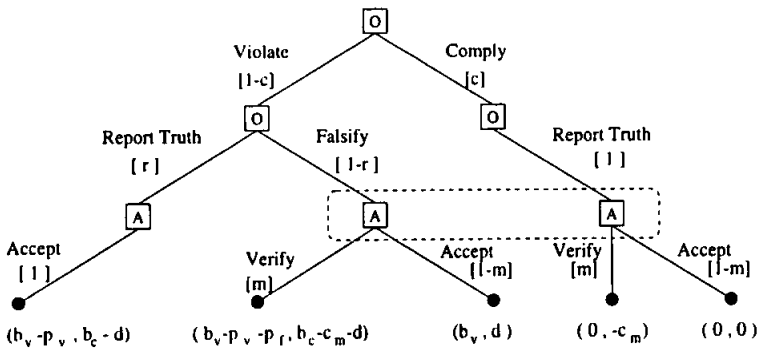 O
Violate
Comply
[1-c]
[c]
O
O
Report Truth
Falsify
Report Truth
[r]
[1-r]
[1]
A
A
A
Accept
Verify
Accept
Verify
Accept
[1]
[m]
[1-m]
[m]
[1-m]
(b_v-p_v, b_c-d)
(b_v-p_v-p_f, b_c-c_m-d)
(b_v, d)
(0, -c_m)
(0, 0)